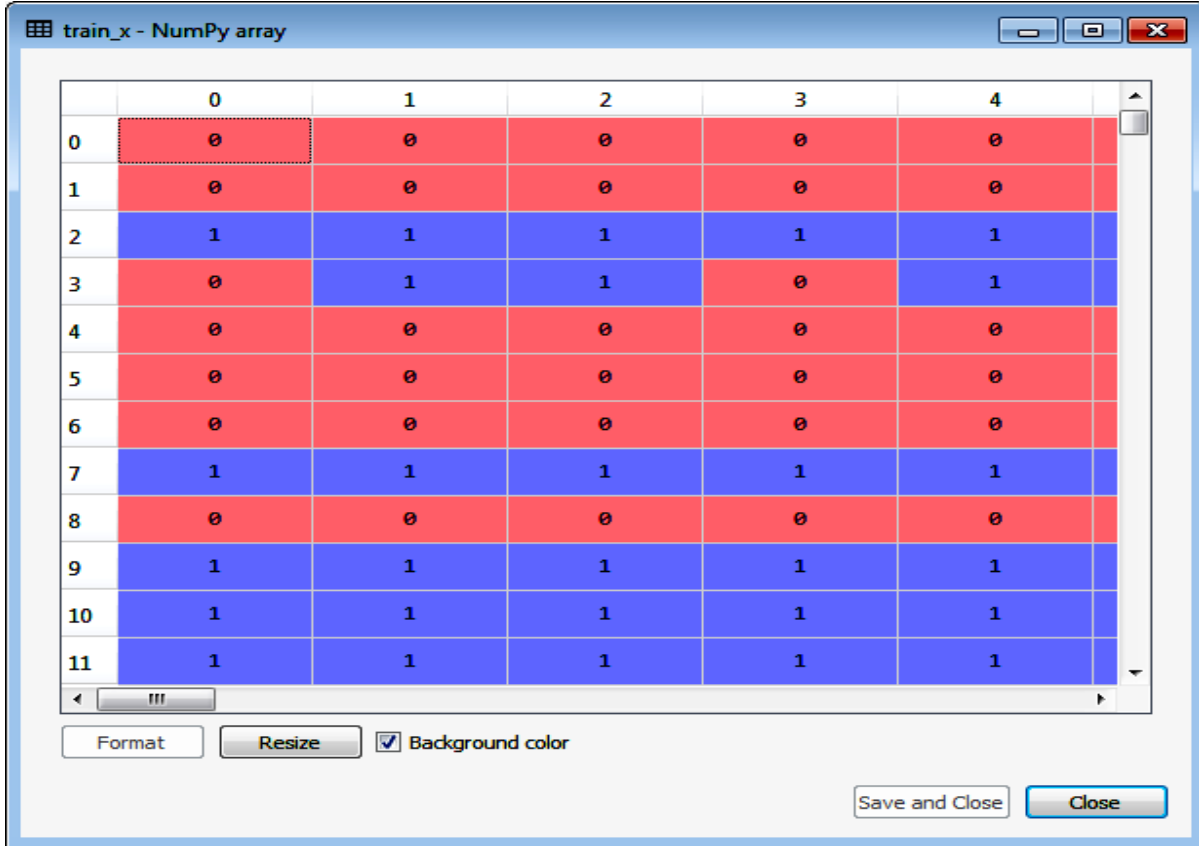 train_x - NumPy array
0 1 2 3 4
0 0 0 0 0 0
1 0 0 0 0 0
2 1 1 1 1 1
3 0 1 1 0 1
4 0 0 0 0 0
5 0 0 0 0 0
6 0 0 0 0 0
7 1 1 1 1 1
8 0 0 0 0 0
9 1 1 1 1 1
10 1 1 1 1 1
11 1 1 1 1 1
Format Resize Background color
Save and Close Close